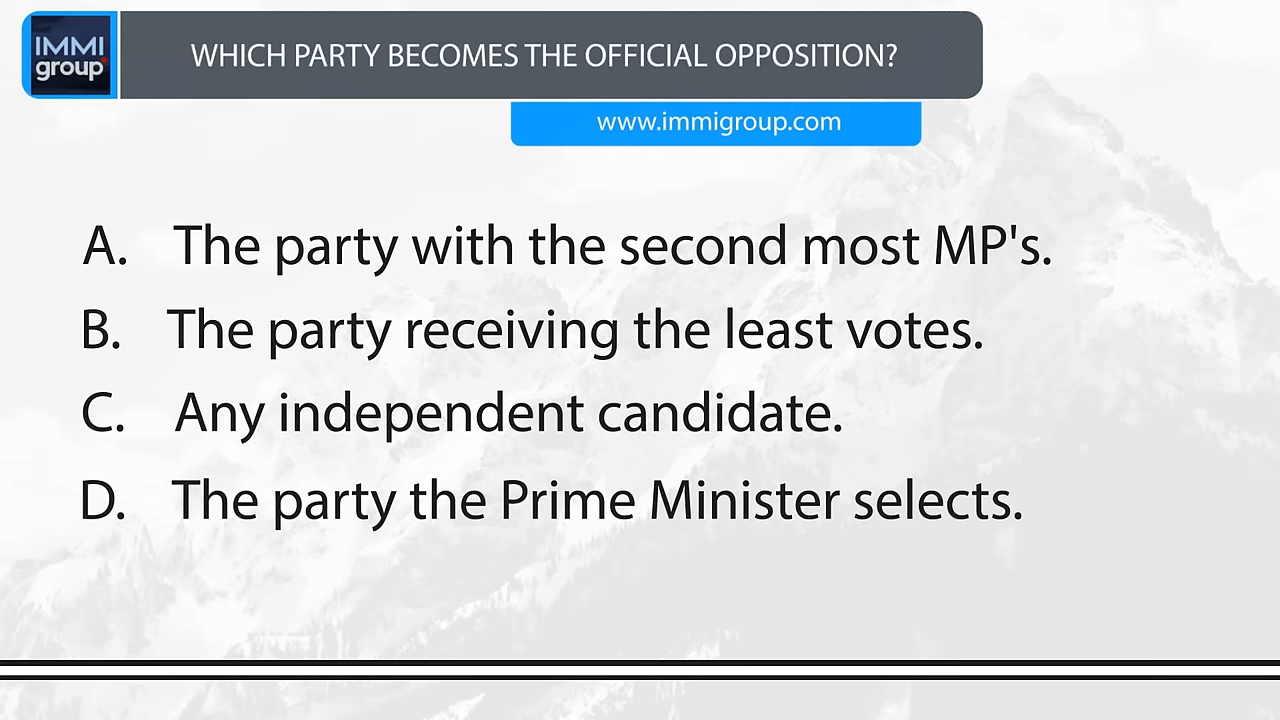 IMMI
group
WHICH PARTY BECOMES THE OFFICIAL OPPOSITION?
www.immigroup.com
A. The party with the second most MP's.
B. The party receiving the least votes.
C. Any independent candidate.
D. The party the Prime Minister selects.